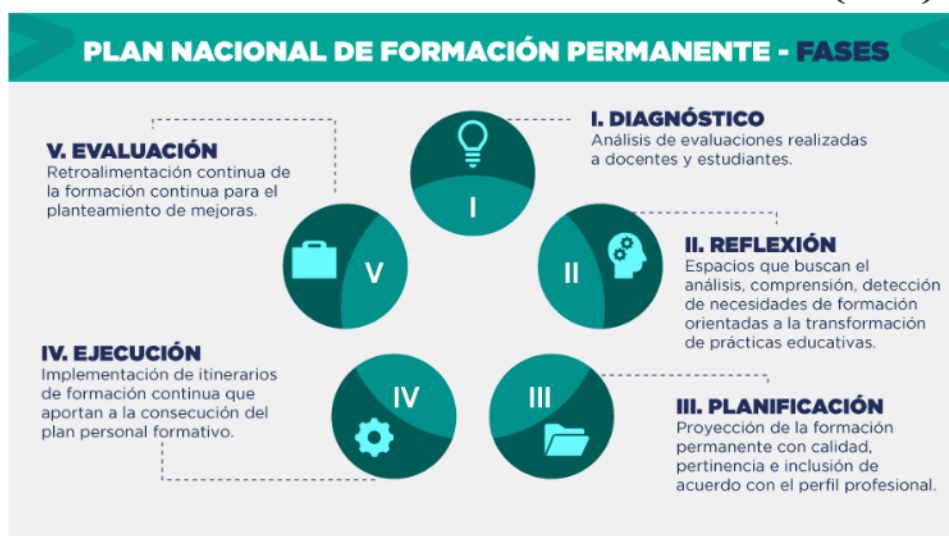 PLAN NACIONAL DE FORMACIÓN PERMANENTE - FASES
I. DIAGNÓSTICO
Análisis de evaluaciones realizadas
a docentes y estudiantes.
I
II. REFLEXIÓN
Espacios que buscan el
análisis, comprensión, detección
de necesidades de formación
orientadas a la transformación
de prácticas educativas.
II
III. PLANIFICACIÓN
Proyección de la formación
permanente con calidad,
pertinencia e inclusión de
acuerdo con el perfil profesional.
III
IV. EJECUCIÓN
Implementación de itinerarios
de formación continua que
aportan a la consecución del
plan personal formativo.
IV
V. EVALUACIÓN
Retroalimentación continua de
la formación continua para el
planteamiento de mejoras.
V